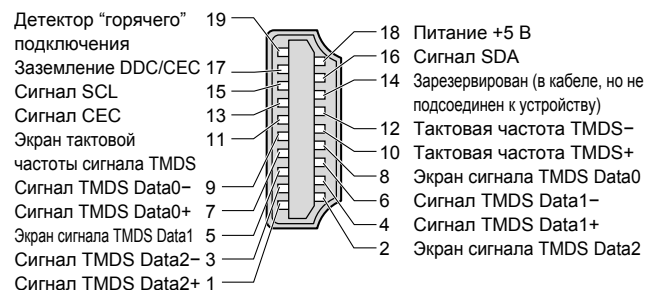 Детектор "горячего" 19
подключения
Заземление DDC/CEC 17
Сигнал SCL 15
Сигнал CEC 13
Экран тактовой 11
частоты сигнала TMDS
Сигнал TMDS Data0− 9
Сигнал TMDS Data0+ 7
Экран сигнала TMDS Data1 5
Сигнал TMDS Data2− 3
Сигнал TMDS Data2+ 1
18 Питание +5 В
16 Сигнал SDA
14 Зарезервирован (в кабеле, но не
подсоединен к устройству)
12 Тактовая частота TMDS−
10 Тактовая частота TMDS+
8 Экран сигнала TMDS Data0
6 Сигнал TMDS Data1−
4 Сигнал TMDS Data1+
2 Экран сигнала TMDS Data2